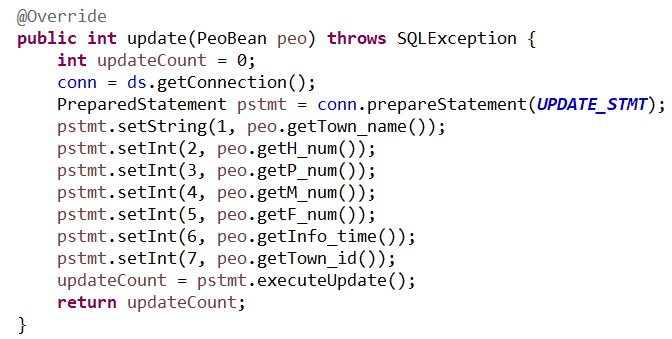 @Override
public int update(PeoBean peo) throws SQLException {
    int updateCount = 0;
    conn = ds.getConnection();
    PreparedStatement pstmt = conn.prepareStatement(UPDATE_STMT);
    pstmt.setString(1, peo.getTown_name());
    pstmt.setInt(2, peo.getH_num());
    pstmt.setInt(3, peo.getP_num());
    pstmt.setInt(4, peo.getM_num());
    pstmt.setInt(5, peo.getF_num());
    pstmt.setInt(6, peo.getInfo_time());
    pstmt.setInt(7, peo.getTown_id());
    updateCount = pstmt.executeUpdate();
    return updateCount;
}